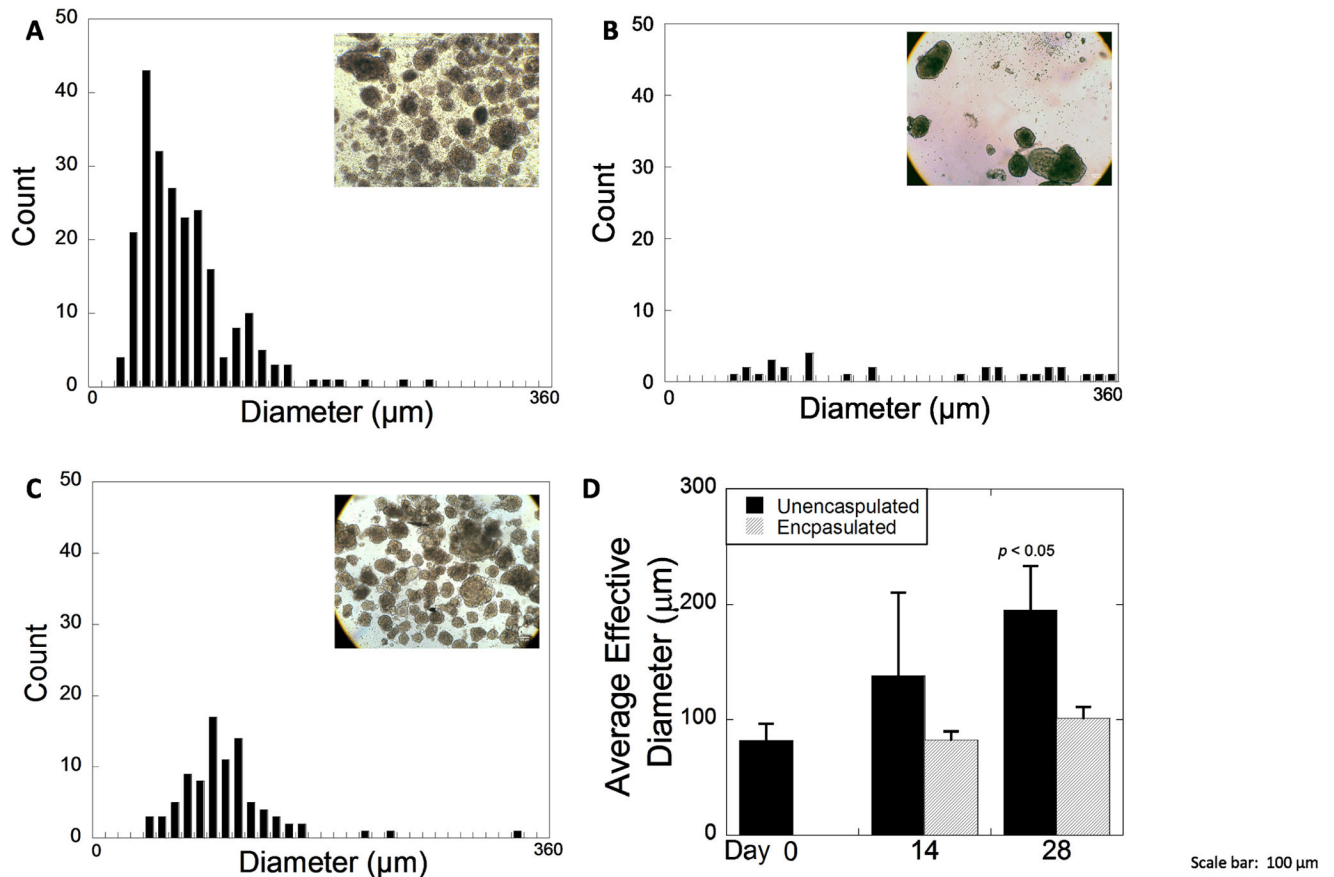 A
50
40
30
20
10
0
Count
0
360
Diameter (µm)
B
50
40
30
20
10
0
Count
0
360
Diameter (µm)
C
50
40
30
20
10
0
Count
0
360
Diameter (µm)
D
300
200
100
0
Average Effective
Diameter (µm)
Unencaspulated
Encpasulated
p < 0.05
Day 0
14
28
Scale bar: 100 µm